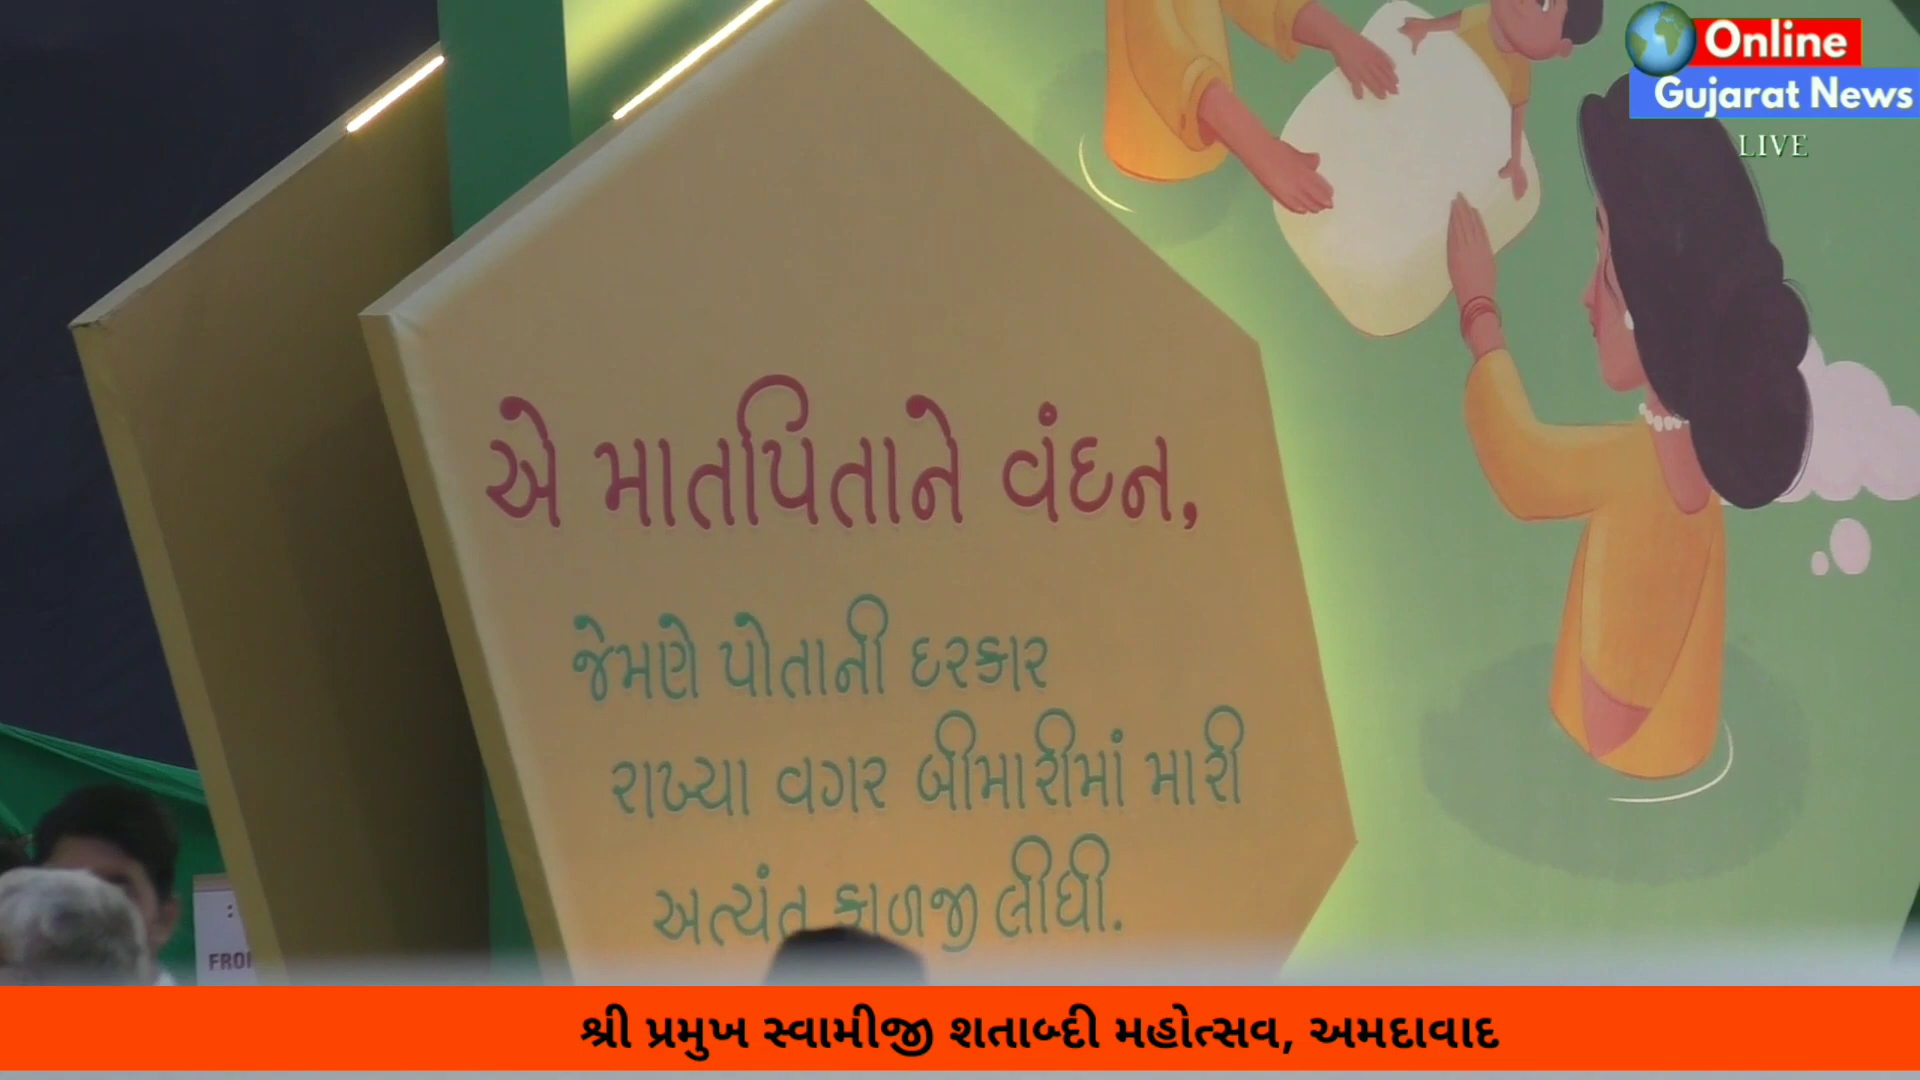 Online
Gujarat News
LIVE
એ માતપિતાને વંદન,
જેમણે પોતાની દરકાર
રાખ્યા વગર બીમારીમાં મારી
અત્યંત કાળજી લીધી.
શ્રી પ્રમુખ સ્વામીજી શતાબ્દી મહોત્સવ, અમદાવાદ